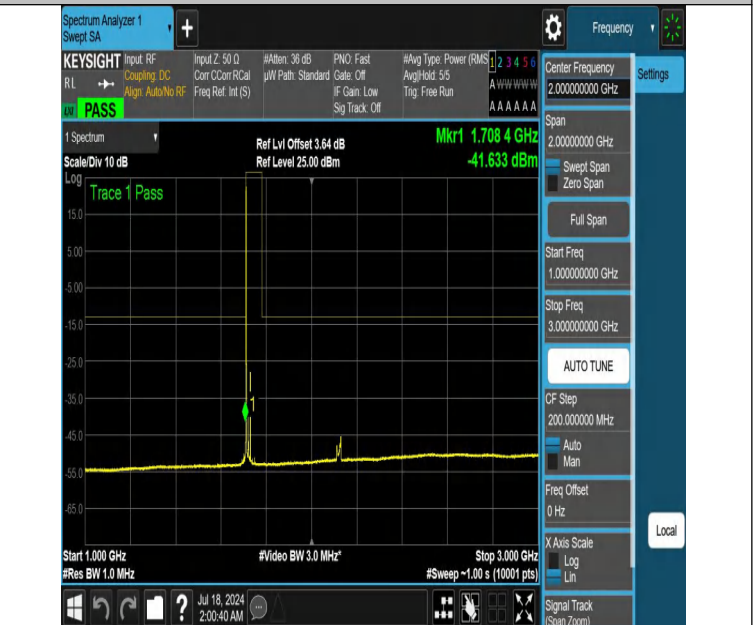 Spectrum Analyzer 1
Swept SA
+
Frequency
KEYSIGHT
RL
PASS
Input: RF
Coupling: DC
Align: Auto/No RF
Input Z: 50 Ω
Corr CCorr RCal
Freq Ref: Int (S)
#Atten: 36 dB
µW Path: Standard
PNO: Fast
Gate: Off
IF Gain: Low
Sig Track: Off
#Avg Type: Power (RMS
Avg|Hold: 5/5
Trig: Free Run
1 2 3 4 5 6
A W W W W W
A A A A A A
1 Spectrum
Scale/Div 10 dB
Ref Lvl Offset 3.64 dB
Ref Level 25.00 dBm
Mkr1 1.708 4 GHz
-41.633 dBm
Log
Trace 1 Pass
15.0
5.00
-5.00
-15.0
-25.0
-35.0
-45.0
-55.0
-65.0
1
Start 1.000 GHz
#Res BW 1.0 MHz
#Video BW 3.0 MHz*
Stop 3.000 GHz
#Sweep ~1.00 s (10001 pts)
?
Jul 18, 2024
2:00:40 AM
Center Frequency
2.000000000 GHz
Settings
Span
2.00000000 GHz
Swept Span
Zero Span
Full Span
Start Freq
1.000000000 GHz
Stop Freq
3.000000000 GHz
AUTO TUNE
CF Step
200.000000 MHz
Auto
Man
Freq Offset
0 Hz
X Axis Scale
Log
Lin
Local
Signal Track
(Span Zoom)